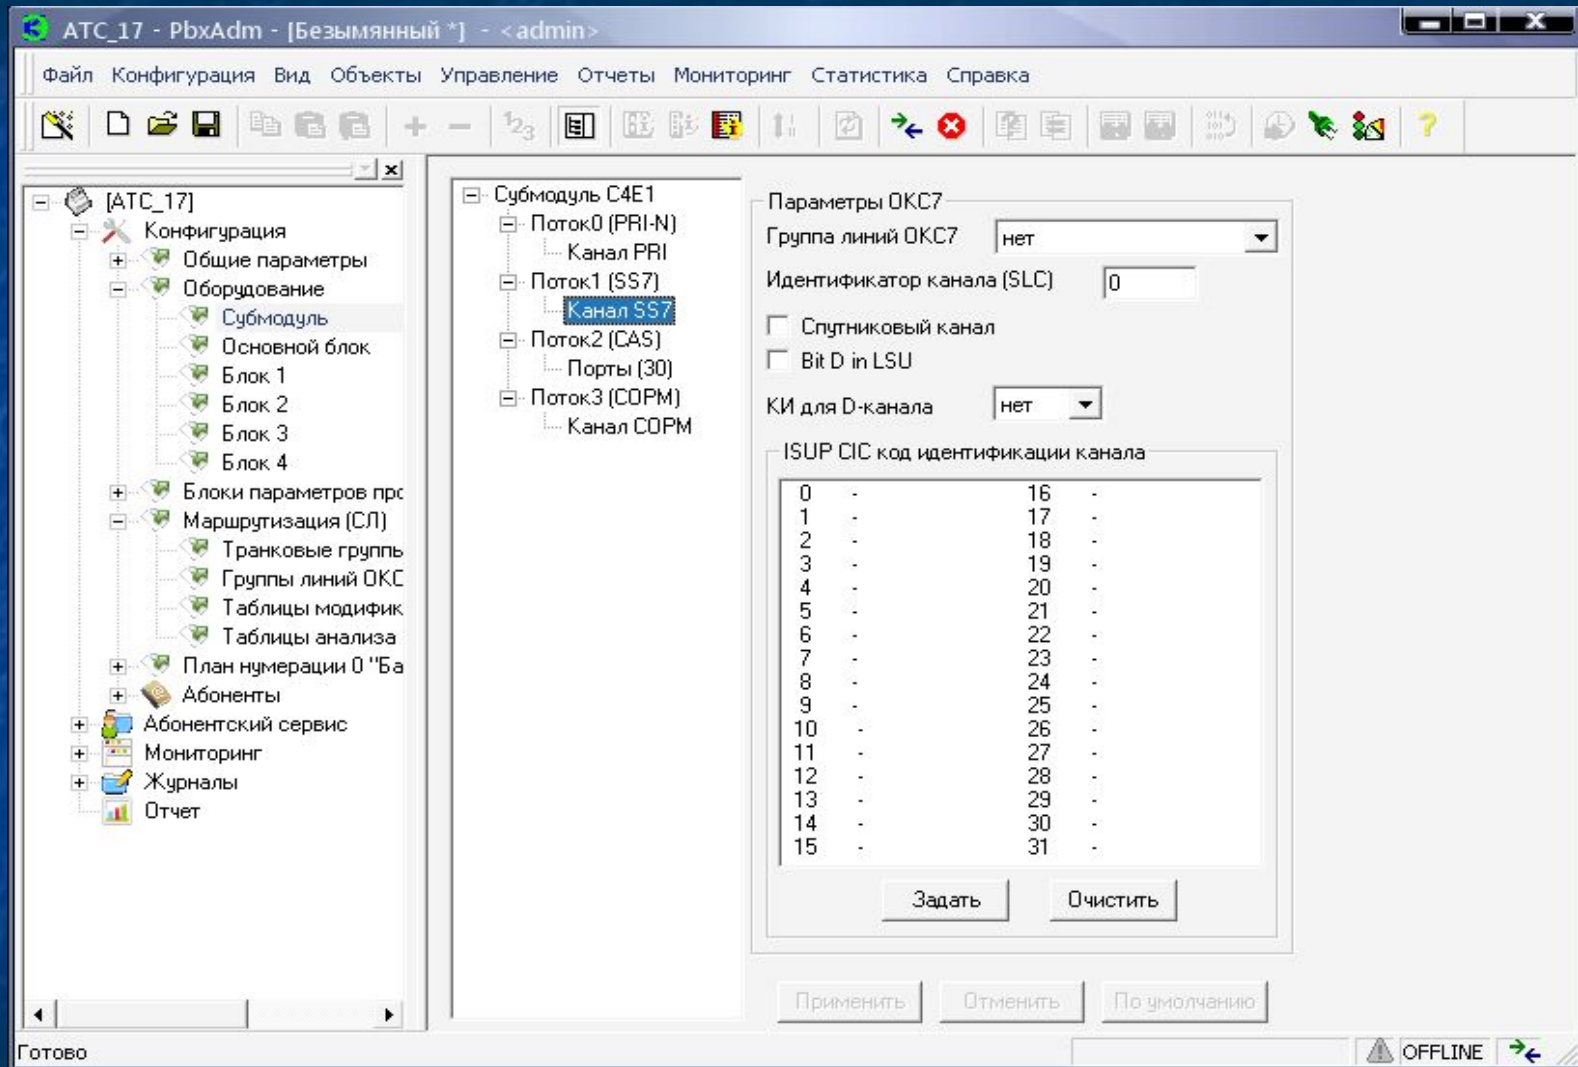 АТС_17 - PbxAdm - [Безымянный *] - <admin>
Файл Конфигурация Вид Объекты Управление Отчеты Мониторинг Статистика Справка
[АТС_17]
Конфигурация
Общие параметры
Оборудование
Субмодуль
Основной блок
Блок 1
Блок 2
Блок 3
Блок 4
Блоки параметров прс
Маршрутизация (СЛ)
Транковые группь
Группы линий ОКС
Таблицы модифик
Таблицы анализа
План нумерации 0 "Ба
Абоненты
Абонентский сервис
Мониторинг
Журналы
Отчет
Субмодуль C4E1
Поток0 (PRI-N)
Канал PRI
Поток1 (SS7)
Канал SS7
Поток2 (CAS)
Порты (30)
Поток3 (СОРМ)
Канал СОРМ
Параметры ОКС7
Группа линий ОКС7 нет
Идентификатор канала (SLC) 0
Спутниковый канал
Bit D in LSU
КИ для D-канала нет
ISUP CIC код идентификации канала
0 - 16 -
1 - 17 -
2 - 18 -
3 - 19 -
4 - 20 -
5 - 21 -
6 - 22 -
7 - 23 -
8 - 24 -
9 - 25 -
10 - 26 -
11 - 27 -
12 - 28 -
13 - 29 -
14 - 30 -
15 - 31 -
Задать Очистить
Применить Отменить По умолчанию
Готово OFFLINE